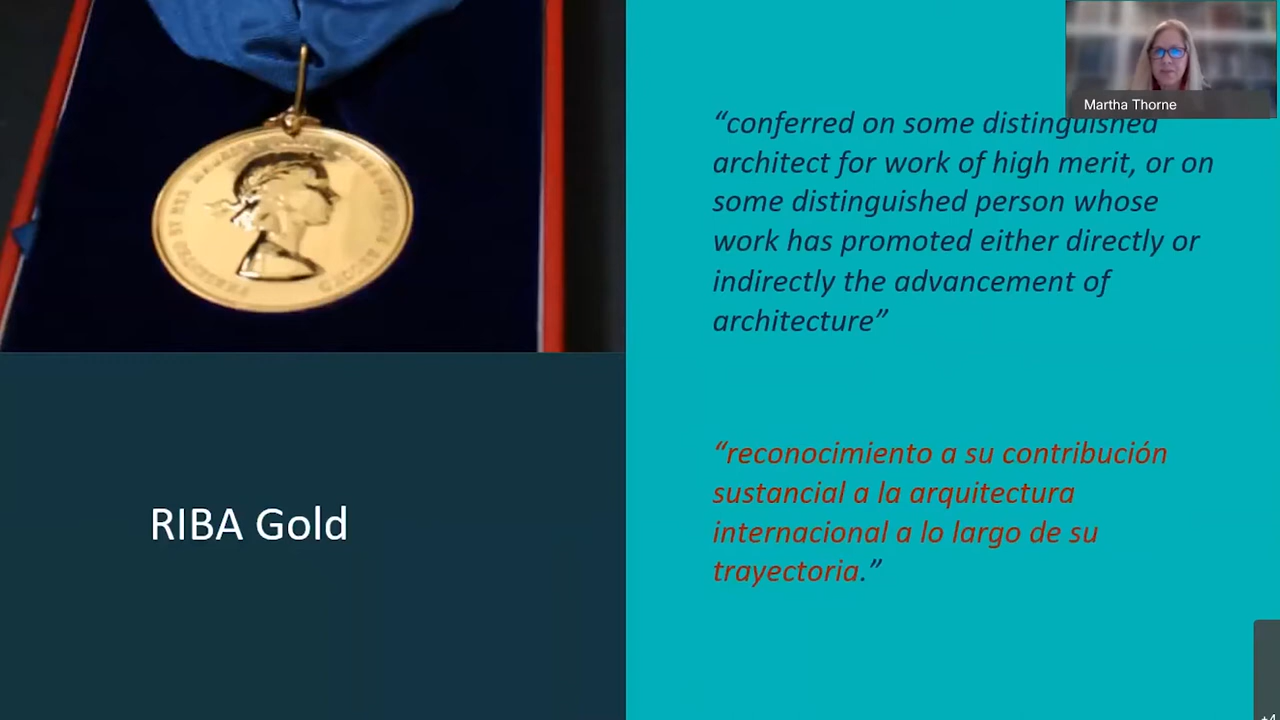 Martha Thorne
“conferred on some distinguished
architect for work of high merit, or on
some distinguished person whose
work has promoted either directly or
indirectly the advancement of
architecture”
“reconocimiento a su contribución
sustancial a la arquitectura
internacional a lo largo de su
trayectoria.”
RIBA Gold